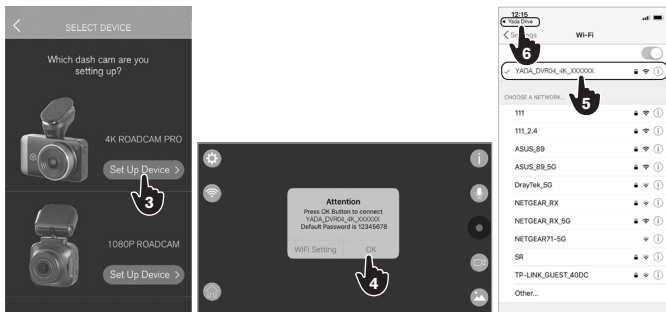 SELECT DEVICE
Which dash cam are you
setting up?
4K ROADCAM PRO
Set Up Device >
3
1080P ROADCAM
Set Up Device >
Attention
Press OK Button to connect
YADA_DVR04_4K_XXXXXX
Default Password is 12345678
WiFi Setting
OK
4
12:15
Yada Drive
Settings
Wi-Fi
6
YADA_DVR04_4K_XXXXXX
5
CHOOSE A NETWORK...
111
111_2.4
ASUS_89
ASUS_89_5G
DrayTek_5G
NETGEAR_RX
NETGEAR_RX_5G
NETGEAR71-5G
SR
TP-LINK_GUEST_40DC
Other...